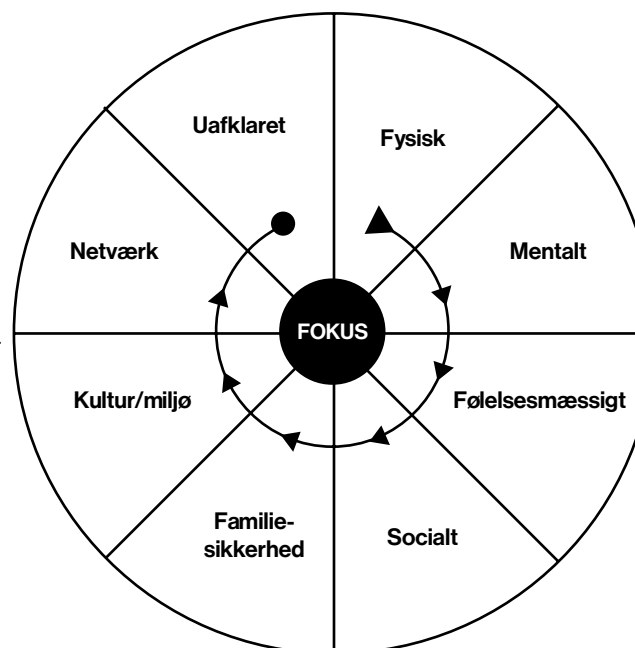 Uafklaret
Fysisk
Mentalt
Følelsesmæssigt
Socialt
Familie-
sikkerhed
Kultur/miljø
Netværk
FOKUS